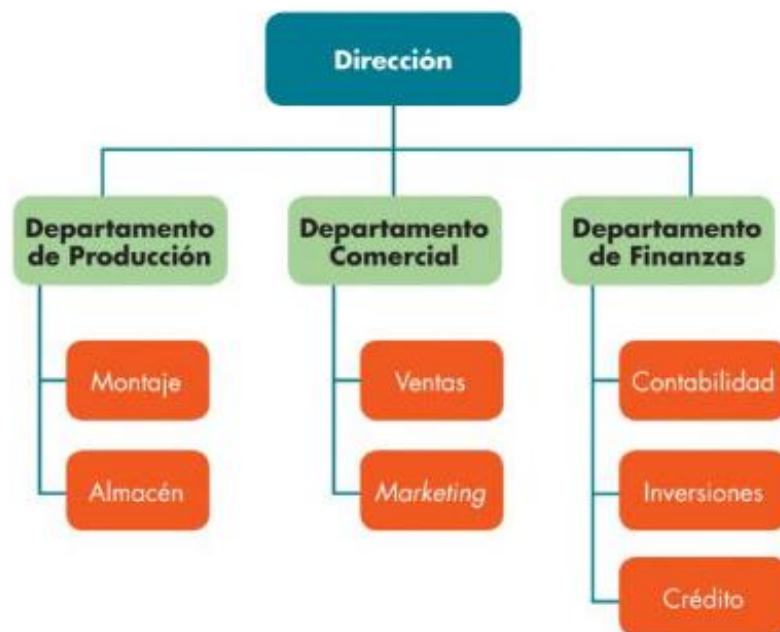 Dirección
Departamento
de Producción
Departamento
Comercial
Departamento
de Finanzas
Montaje
Ventas
Contabilidad
Almacén
Marketing
Inversiones
Crédito